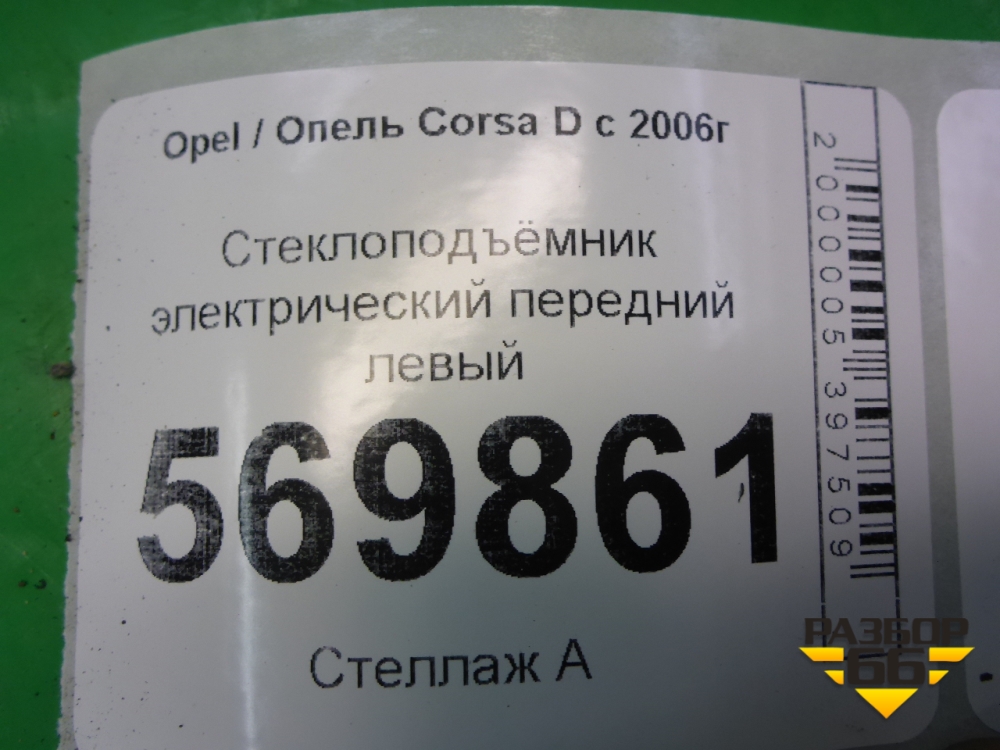 Opel / Опель Corsa D с 2006г
Стеклоподъёмник
электрический передний
левый
569861
Стеллаж А
2000005397509
РАЗБОР
66